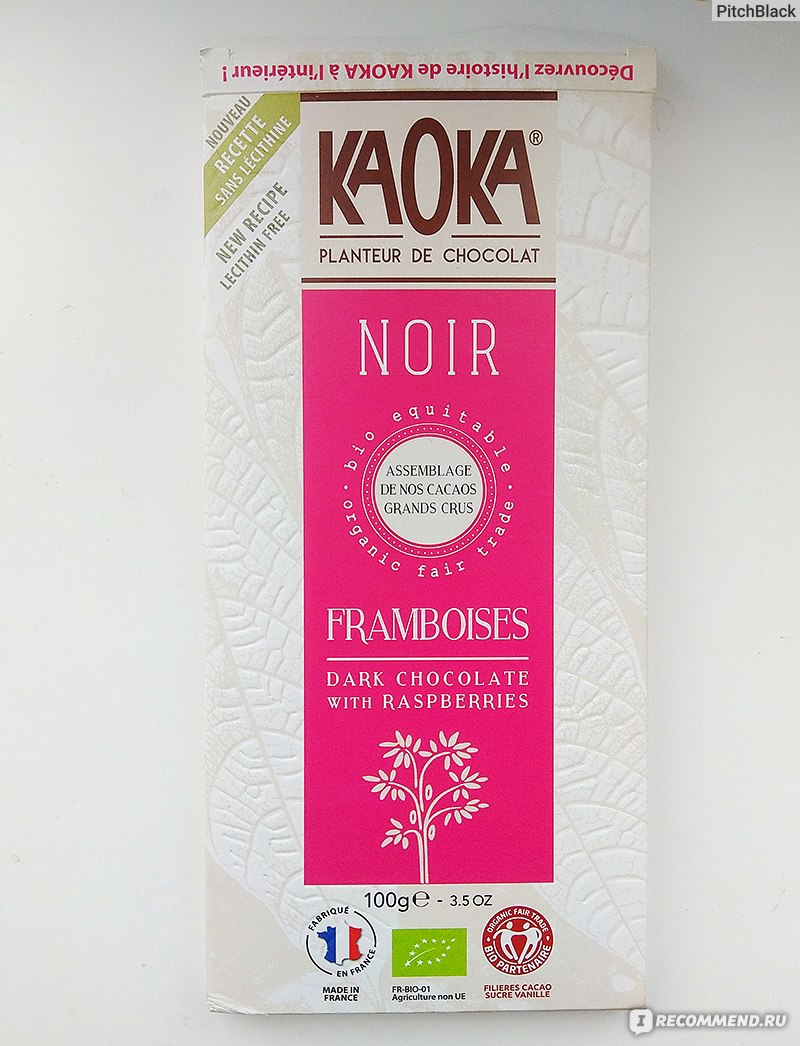 PitchBlack
Découvrez l'histoire de KAOKA à l'intérieur !
NOUVEAU
RECETTE
SANS LÉCITHINE
NEW RECIPE
LECITHIN FREE
KAOKA®
PLANTEUR DE CHOCOLAT
NOIR
bio equitable
ASSEMBLAGE
DE NOS CACAOS
GRANDS CRUS
organic fair trade
FRAMBOISES
DARK CHOCOLATE
WITH RASPBERRIES
100g℮ - 3.5 OZ
FABRIQUÉ
EN FRANCE
MADE IN
FRANCE
FR-BIO-01
Agriculture non UE
ORGANIC FAIR TRADE
BIO PARTENAIRE
FILIERES CACAO
SUCRE VANILLE
IRECOMMEND.RU